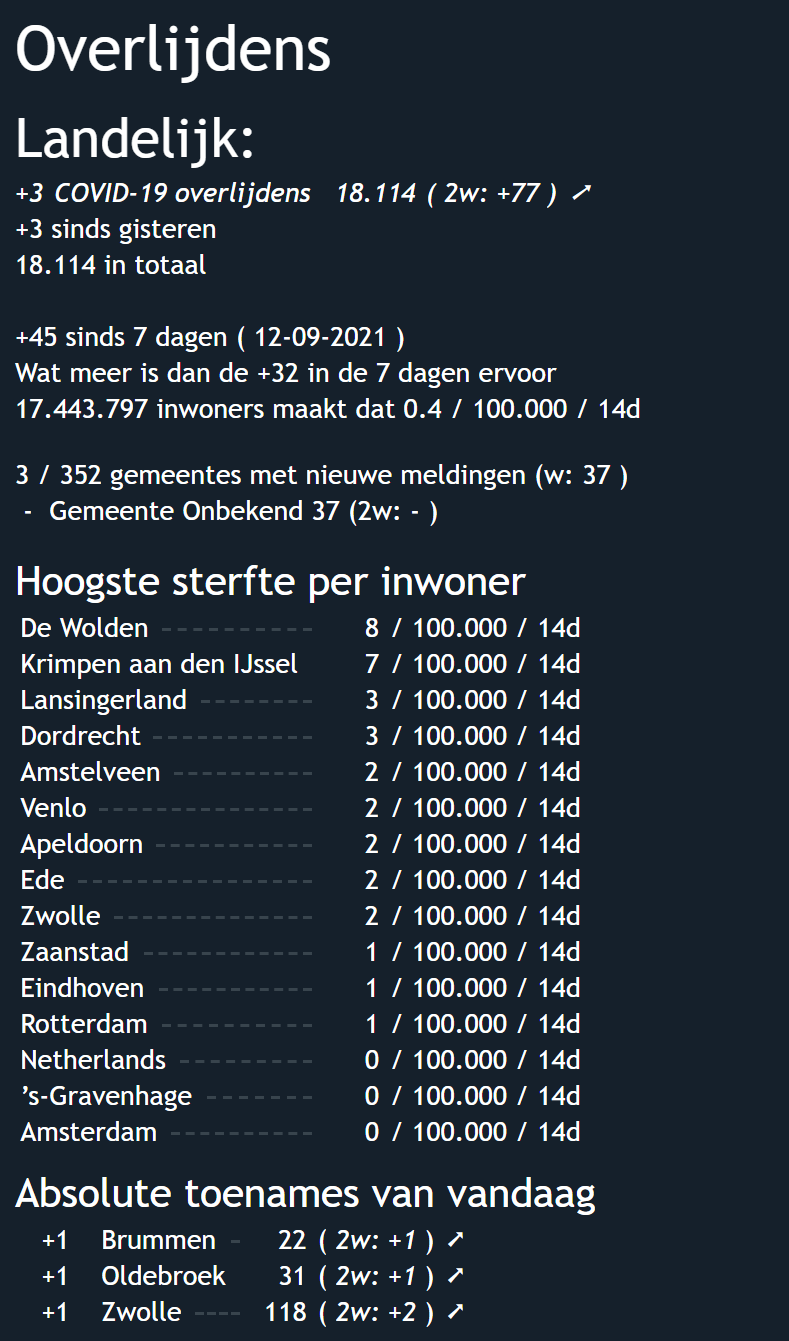 Overlijdens
Landelijk:
+3 COVID-19 overlijdens 18.114 ( 2w: +77 ) ➚
+3 sinds gisteren
18.114 in totaal
+45 sinds 7 dagen ( 12-09-2021 )
Wat meer is dan de +32 in de 7 dagen ervoor
17.443.797 inwoners maakt dat 0.4 / 100.000 / 14d
3 / 352 gemeentes met nieuwe meldingen (w: 37 )
- Gemeente Onbekend 37 (2w: - )
Hoogste sterfte per inwoner
De Wolden ---------- 8 / 100.000 / 14d
Krimpen aan den IJssel 7 / 100.000 / 14d
Lansingerland -------- 3 / 100.000 / 14d
Dordrecht ----------- 3 / 100.000 / 14d
Amstelveen ---------- 2 / 100.000 / 14d
Venlo --------------- 2 / 100.000 / 14d
Apeldoorn ----------- 2 / 100.000 / 14d
Ede ---------------- 2 / 100.000 / 14d
Zwolle -------------- 2 / 100.000 / 14d
Zaanstad ------------ 1 / 100.000 / 14d
Eindhoven ----------- 1 / 100.000 / 14d
Rotterdam ---------- 1 / 100.000 / 14d
Netherlands --------- 0 / 100.000 / 14d
’s-Gravenhage ------- 0 / 100.000 / 14d
Amsterdam ---------- 0 / 100.000 / 14d
Absolute toenames van vandaag
+1 Brummen - 22 ( 2w: +1 ) ➚
+1 Oldebroek 31 ( 2w: +1 ) ➚
+1 Zwolle ---- 118 ( 2w: +2 ) ➚